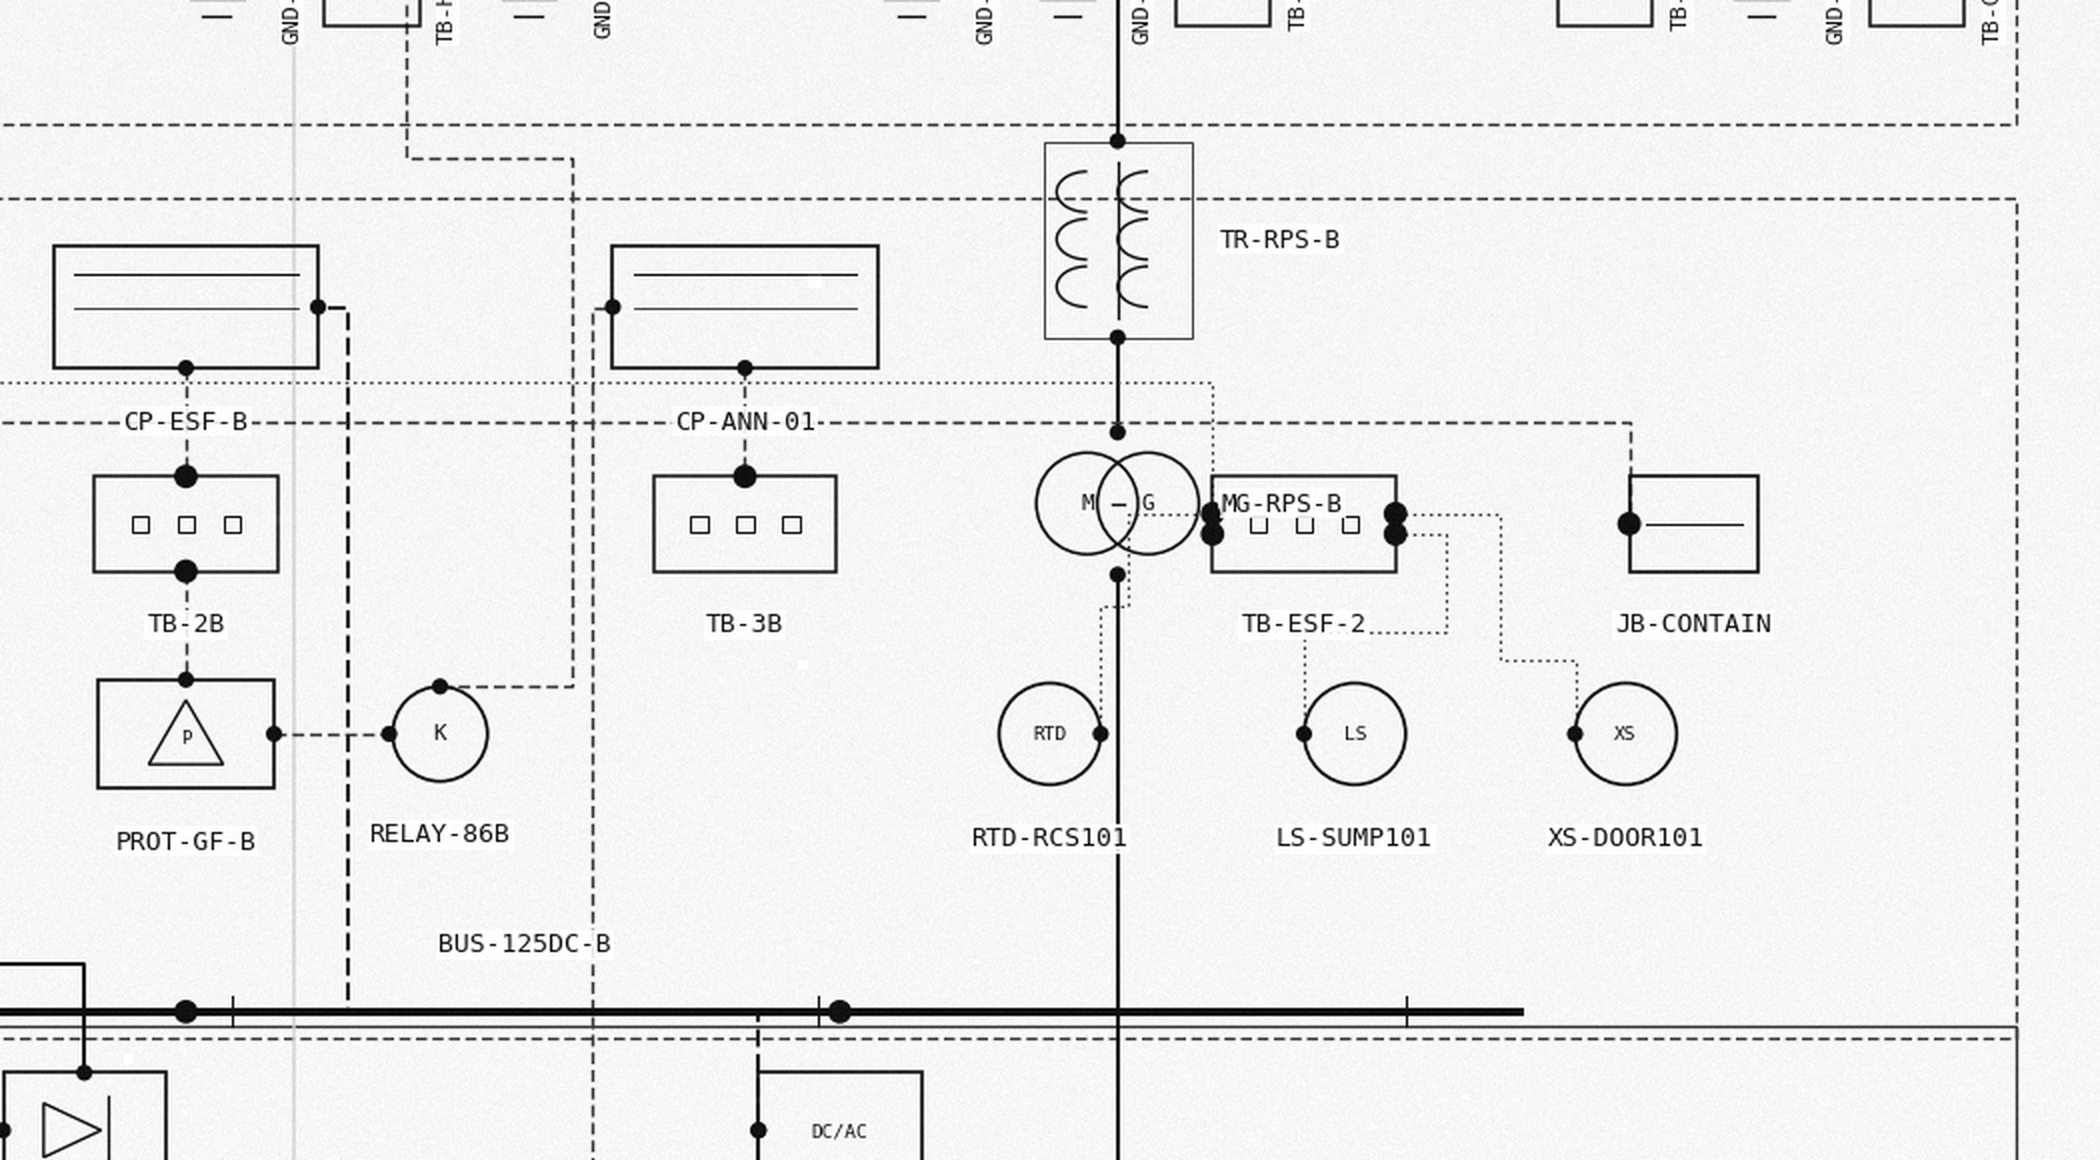 GND-
GND
GND-
GND-
TB-
TB-
GND-
TR-RPS-B
CP-ESF-B
CP-ANN-01
M – G
MG-RPS-B
TB-2B
TB-3B
TB-ESF-2
JB-CONTAIN
P
K
RTD
LS
XS
PROT-GF-B
RELAY-86B
RTD-RCS101
LS-SUMP101
XS-DOOR101
BUS-125DC-B
DC/AC